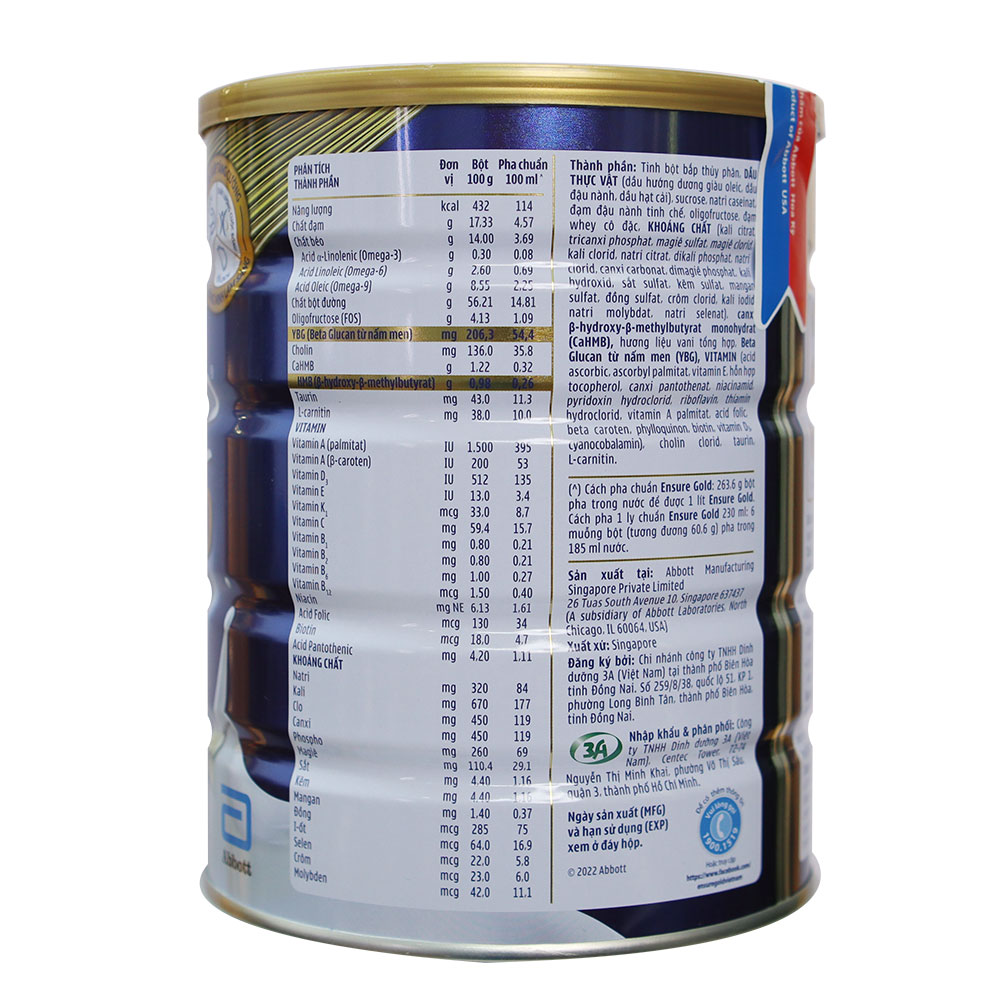 PHÂN TÍCH THÀNH PHẦN Đơn vị Bột 100 g Pha chuẩn 100 ml^
Năng lượng kcal 432 114
Chất đạm g 17.33 4.57
Chất béo g 14.00 3.69
Acid α-Linolenic (Omega-3) g 0.30 0.08
Acid Linoleic (Omega-6) g 2.60 0.69
Acid Oleic (Omega-9) g 8.55 2.25
Chất bột đường g 56.21 14.81
Oligofructose (FOS) g 4.13 1.09
YBG (Beta Glucan từ nấm men) mg 206,3 54,4
Cholin mg 136.0 35.8
CaHMB g 1.22 0.32
HMB (β-hydroxy-β-methylbutyrat) g 0,98 0,26
Taurin mg 43.0 11.3
L-carnitin mg 38.0 10.0
VITAMIN
Vitamin A (palmitat) IU 1.500 395
Vitamin A (β-caroten) IU 200 53
Vitamin D₃ IU 512 135
Vitamin E IU 13.0 3.4
Vitamin K₂ mcg 33.0 8.7
Vitamin C mg 59.4 15.7
Vitamin B₁ mg 0.80 0.21
Vitamin B₂ mg 0.80 0.21
Vitamin B₆ mg 1.00 0.27
Vitamin B₁₂ mcg 1.50 0.40
Niacin mg NE 6.13 1.61
Acid Folic mcg 130 34
Biotin mcg 18.0 4.7
Acid Pantothenic mg 4.20 1.11
KHOÁNG CHẤT
Natri mg 320 84
Kali mg 670 177
Clo mg 450 119
Canxi mg 450 119
Phospho mg 260 69
Magiê mg 110.4 29.1
Sắt mg 4.40 1.16
Kẽm mg 4.40 1.16
Mangan mg 1.40 0.37
Đồng mcg 285 75
I-ốt mcg 64.0 16.9
Selen mcg 22.0 5.8
Crôm mcg 23.0 6.0
Molybden mcg 42.0 11.1
Thành phần: Tinh bột bắp thủy phân, DẦU
THỰC VẬT (dầu hướng dương giàu oleic, dầu
đậu nành, dầu hạt cải), sucrose, natri caseinat,
đạm đậu nành tinh chế, oligofructose, đạm
whey cô đặc, KHOÁNG CHẤT (kali citrat,
tricanxi phosphat, magiê sulfat, magiê clorid,
kali clorid, natri citrat, dikali phosphat, natri
clorid, canxi carbonat, dimagiê phosphat, kali
hydroxid, sắt sulfat, kẽm sulfat, mangan
sulfat, đồng sulfat, crôm clorid, kali iodid
natri molybdat, natri selenat), canxi
β-hydroxy-β-methylbutyrat monohydrat
(CaHMB), hương liệu vani tổng hợp, Beta
Glucan từ nấm men (YBG), VITAMIN (acid
ascorbic, ascorbyl palmitat, vitamin E, hỗn hợp
tocopherol, canxi pantothenat, niacinamid,
pyridoxin hydroclorid, riboflavin, thiamin
hydroclorid, vitamin A palmitat, acid folic,
beta caroten, phylloquinon, biotin, vitamin D₃,
cyanocobalamin), cholin clorid, taurin,
L-carnitin.
(^) Cách pha chuẩn Ensure Gold: 263.6 g bột
pha trong nước để được 1 lít Ensure Gold.
Cách pha 1 ly chuẩn Ensure Gold 230 ml: 6
muỗng bột (tương đương 60.6 g) pha trong
185 ml nước.
Sản xuất tại: Abbott Manufacturing
Singapore Private Limited
26 Tuas South Avenue 10, Singapore 637437
(A subsidiary of Abbott Laboratories, North
Chicago, IL 60064, USA)
Xuất xứ: Singapore
Đăng ký bởi: Chi nhánh công ty TNHH Dinh
dưỡng 3A (Việt Nam) tại thành phố Biên Hòa
tỉnh Đồng Nai. Số 259/8/38, quốc lộ 51, KP 1,
phường Long Bình Tân, thành phố Biên Hòa,
tỉnh Đồng Nai.
3A
Nhập khẩu & phân phối: Công
ty TNHH Dinh dưỡng 3A (Việt
Nam). Centec Tower, 72-74
Nguyễn Thị Minh Khai, phường Võ Thị Sáu,
quận 3, thành phố Hồ Chí Minh.
Ngày sản xuất (MFG)
và hạn sử dụng (EXP)
xem ở đáy hộp.
© 2022 Abbott
Để có thêm thông tin
Vui lòng gọi
1900.1519
Hoặc truy cập
https://www.facebook.com/
ensuregoldvietnam
phẩm của Abbott Hoa Kỳ
Product of Abbott USA
Abbott